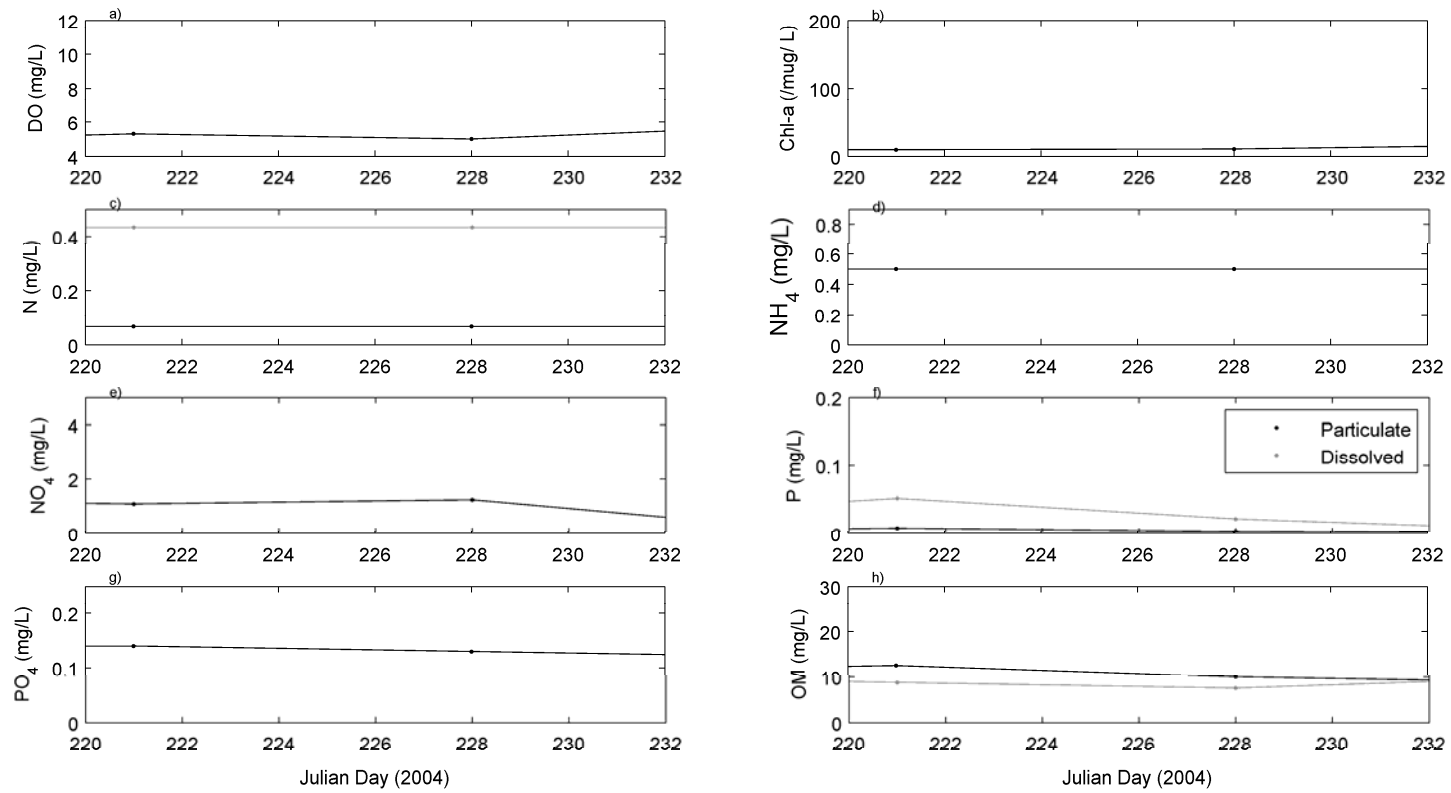 a)
12
10
8
6
4
DO (mg/L)
220 222 224 226 228 230 232
b)
200
100
0
Chl-a (/mug/ L)
220 222 224 226 228 230 232
c)
0.4
0.2
0
N (mg/L)
220 222 224 226 228 230 232
d)
0.8
0.6
0.4
0.2
0
NH4 (mg/L)
220 222 224 226 228 230 232
e)
4
2
0
NO4 (mg/L)
220 222 224 226 228 230 232
f)
0.2
0.1
0
P (mg/L)
Particulate
Dissolved
220 222 224 226 228 230 232
g)
0.2
0.1
0
PO4 (mg/L)
220 222 224 226 228 230 232
Julian Day (2004)
h)
30
20
10
0
OM (mg/L)
220 222 224 226 228 230 232
Julian Day (2004)